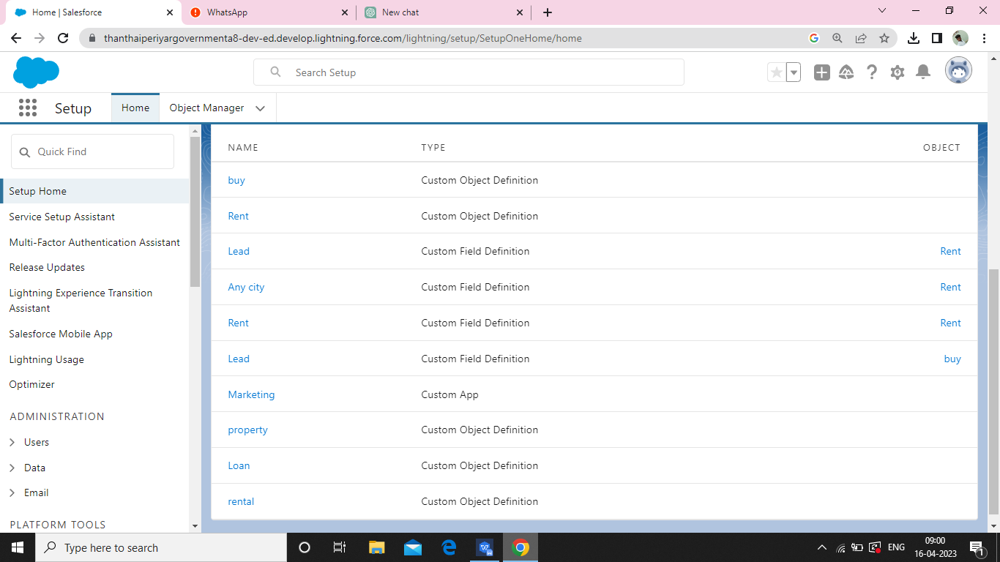 Home | Salesforce
WhatsApp
New chat
thanthaiperiyargovernmenta8-dev-ed.develop.lightning.force.com/lightning/setup/SetupOneHome/home
Search Setup
Setup
Home
Object Manager
Quick Find
Setup Home
Service Setup Assistant
Multi-Factor Authentication Assistant
Release Updates
Lightning Experience Transition
Assistant
Salesforce Mobile App
Lightning Usage
Optimizer
ADMINISTRATION
Users
Data
Email
PLATFORM TOOLS
NAME TYPE OBJECT
buy Custom Object Definition
Rent Custom Object Definition
Lead Custom Field Definition Rent
Any city Custom Field Definition Rent
Rent Custom Field Definition Rent
Lead Custom Field Definition buy
Marketing Custom App
property Custom Object Definition
Loan Custom Object Definition
rental Custom Object Definition
Type here to search
ENG
09:00
16-04-2023
1